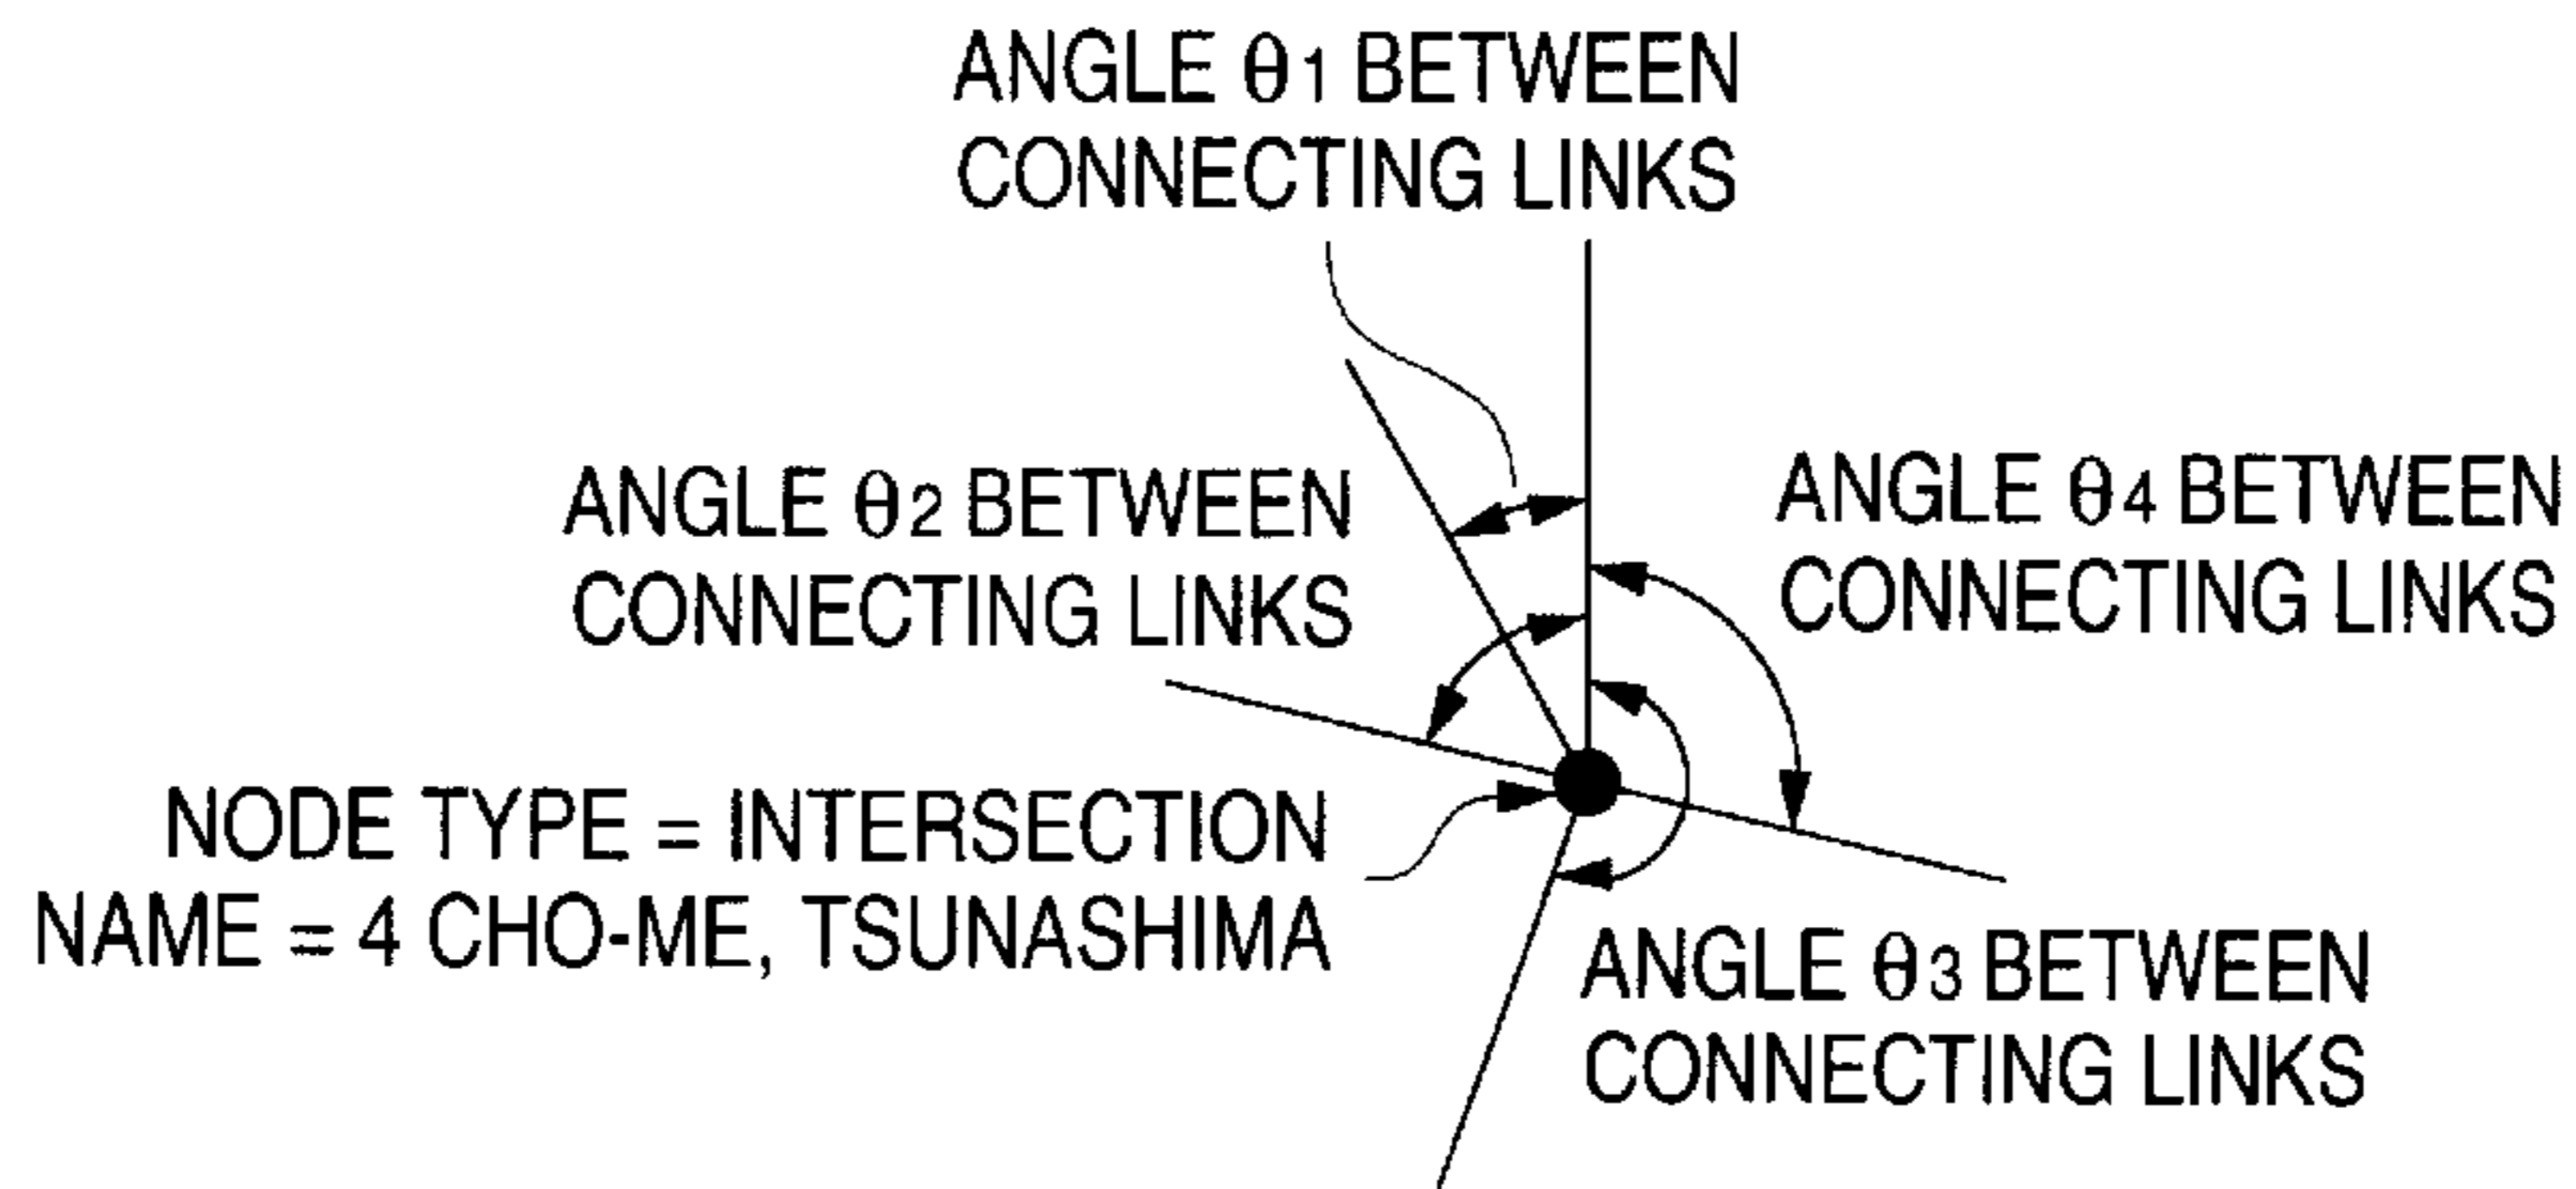 ANGLE θ1 BETWEEN
CONNECTING LINKS
ANGLE θ2 BETWEEN
CONNECTING LINKS
ANGLE θ4 BETWEEN
CONNECTING LINKS
NODE TYPE = INTERSECTION
NAME = 4 CHO-ME, TSUNASHIMA
ANGLE θ3 BETWEEN
CONNECTING LINKS